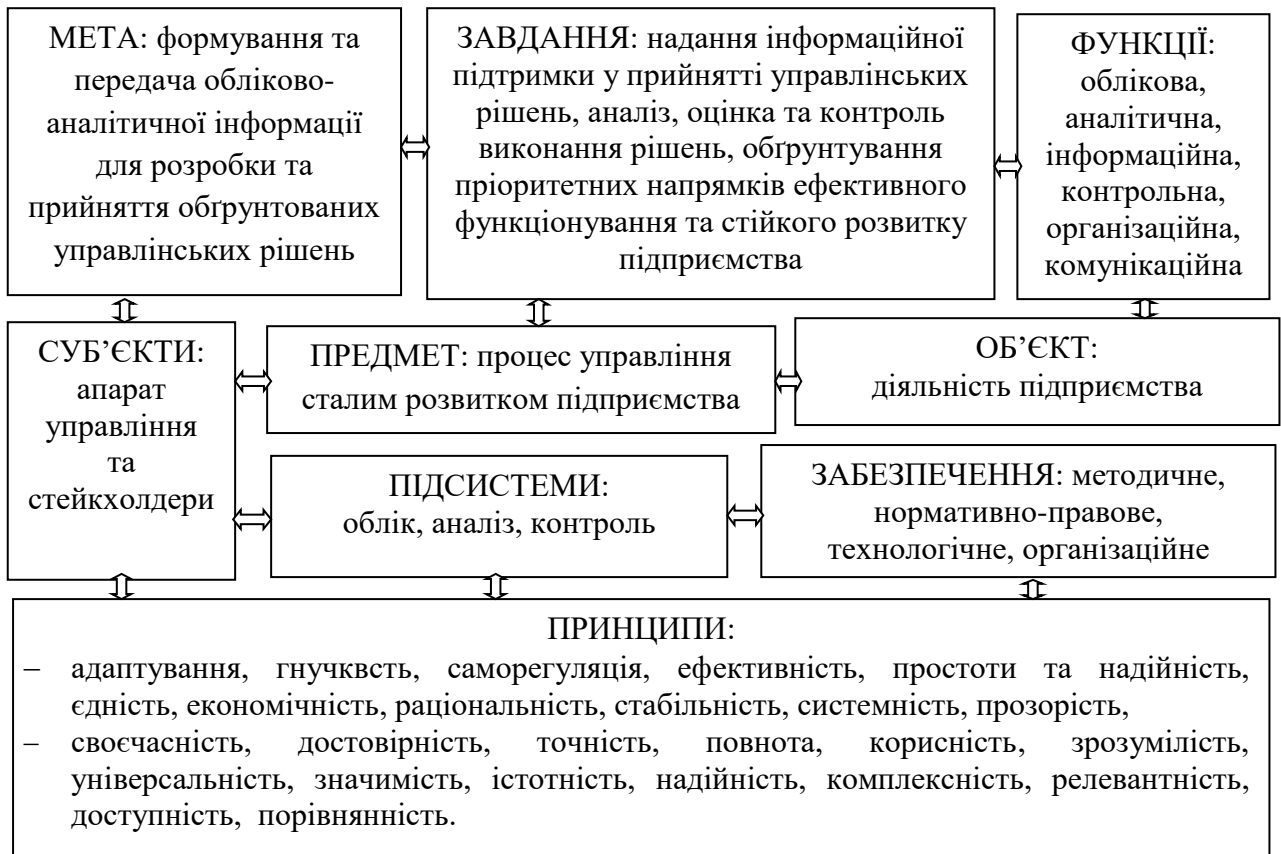 МЕТА: формування та
передача обліково-
аналітичної інформації
для розробки та
прийняття обґрунтованих
управлінських рішень
ЗАВДАННЯ: надання інформаційної
підтримки у прийнятті управлінських
рішень, аналіз, оцінка та контроль
виконання рішень, обґрунтування
пріоритетних напрямків ефективного
функціонування та стійкого розвитку
підприємства
ФУНКЦІЇ:
облікова,
аналітична,
інформаційна,
контрольна,
організаційна,
комунікаційна
СУБ’ЄКТИ:
апарат
управління
та
стейкхолдери
ПРЕДМЕТ: процес управління
сталим розвитком підприємства
ОБ’ЄКТ:
діяльність підприємства
ПІДСИСТЕМИ:
облік, аналіз, контроль
ЗАБЕЗПЕЧЕННЯ: методичне,
нормативно-правове,
технологічне, організаційне
ПРИНЦИПИ:
– адаптування, гнучквсть, саморегуляція, ефективність, простоти та надійність,
єдність, економічність, раціональність, стабільність, системність, прозорість,
– своєчасність, достовірність, точність, повнота, корисність, зрозумілість,
універсальність, значимість, істотність, надійність, комплексність, релевантність,
доступність, порівнянність.